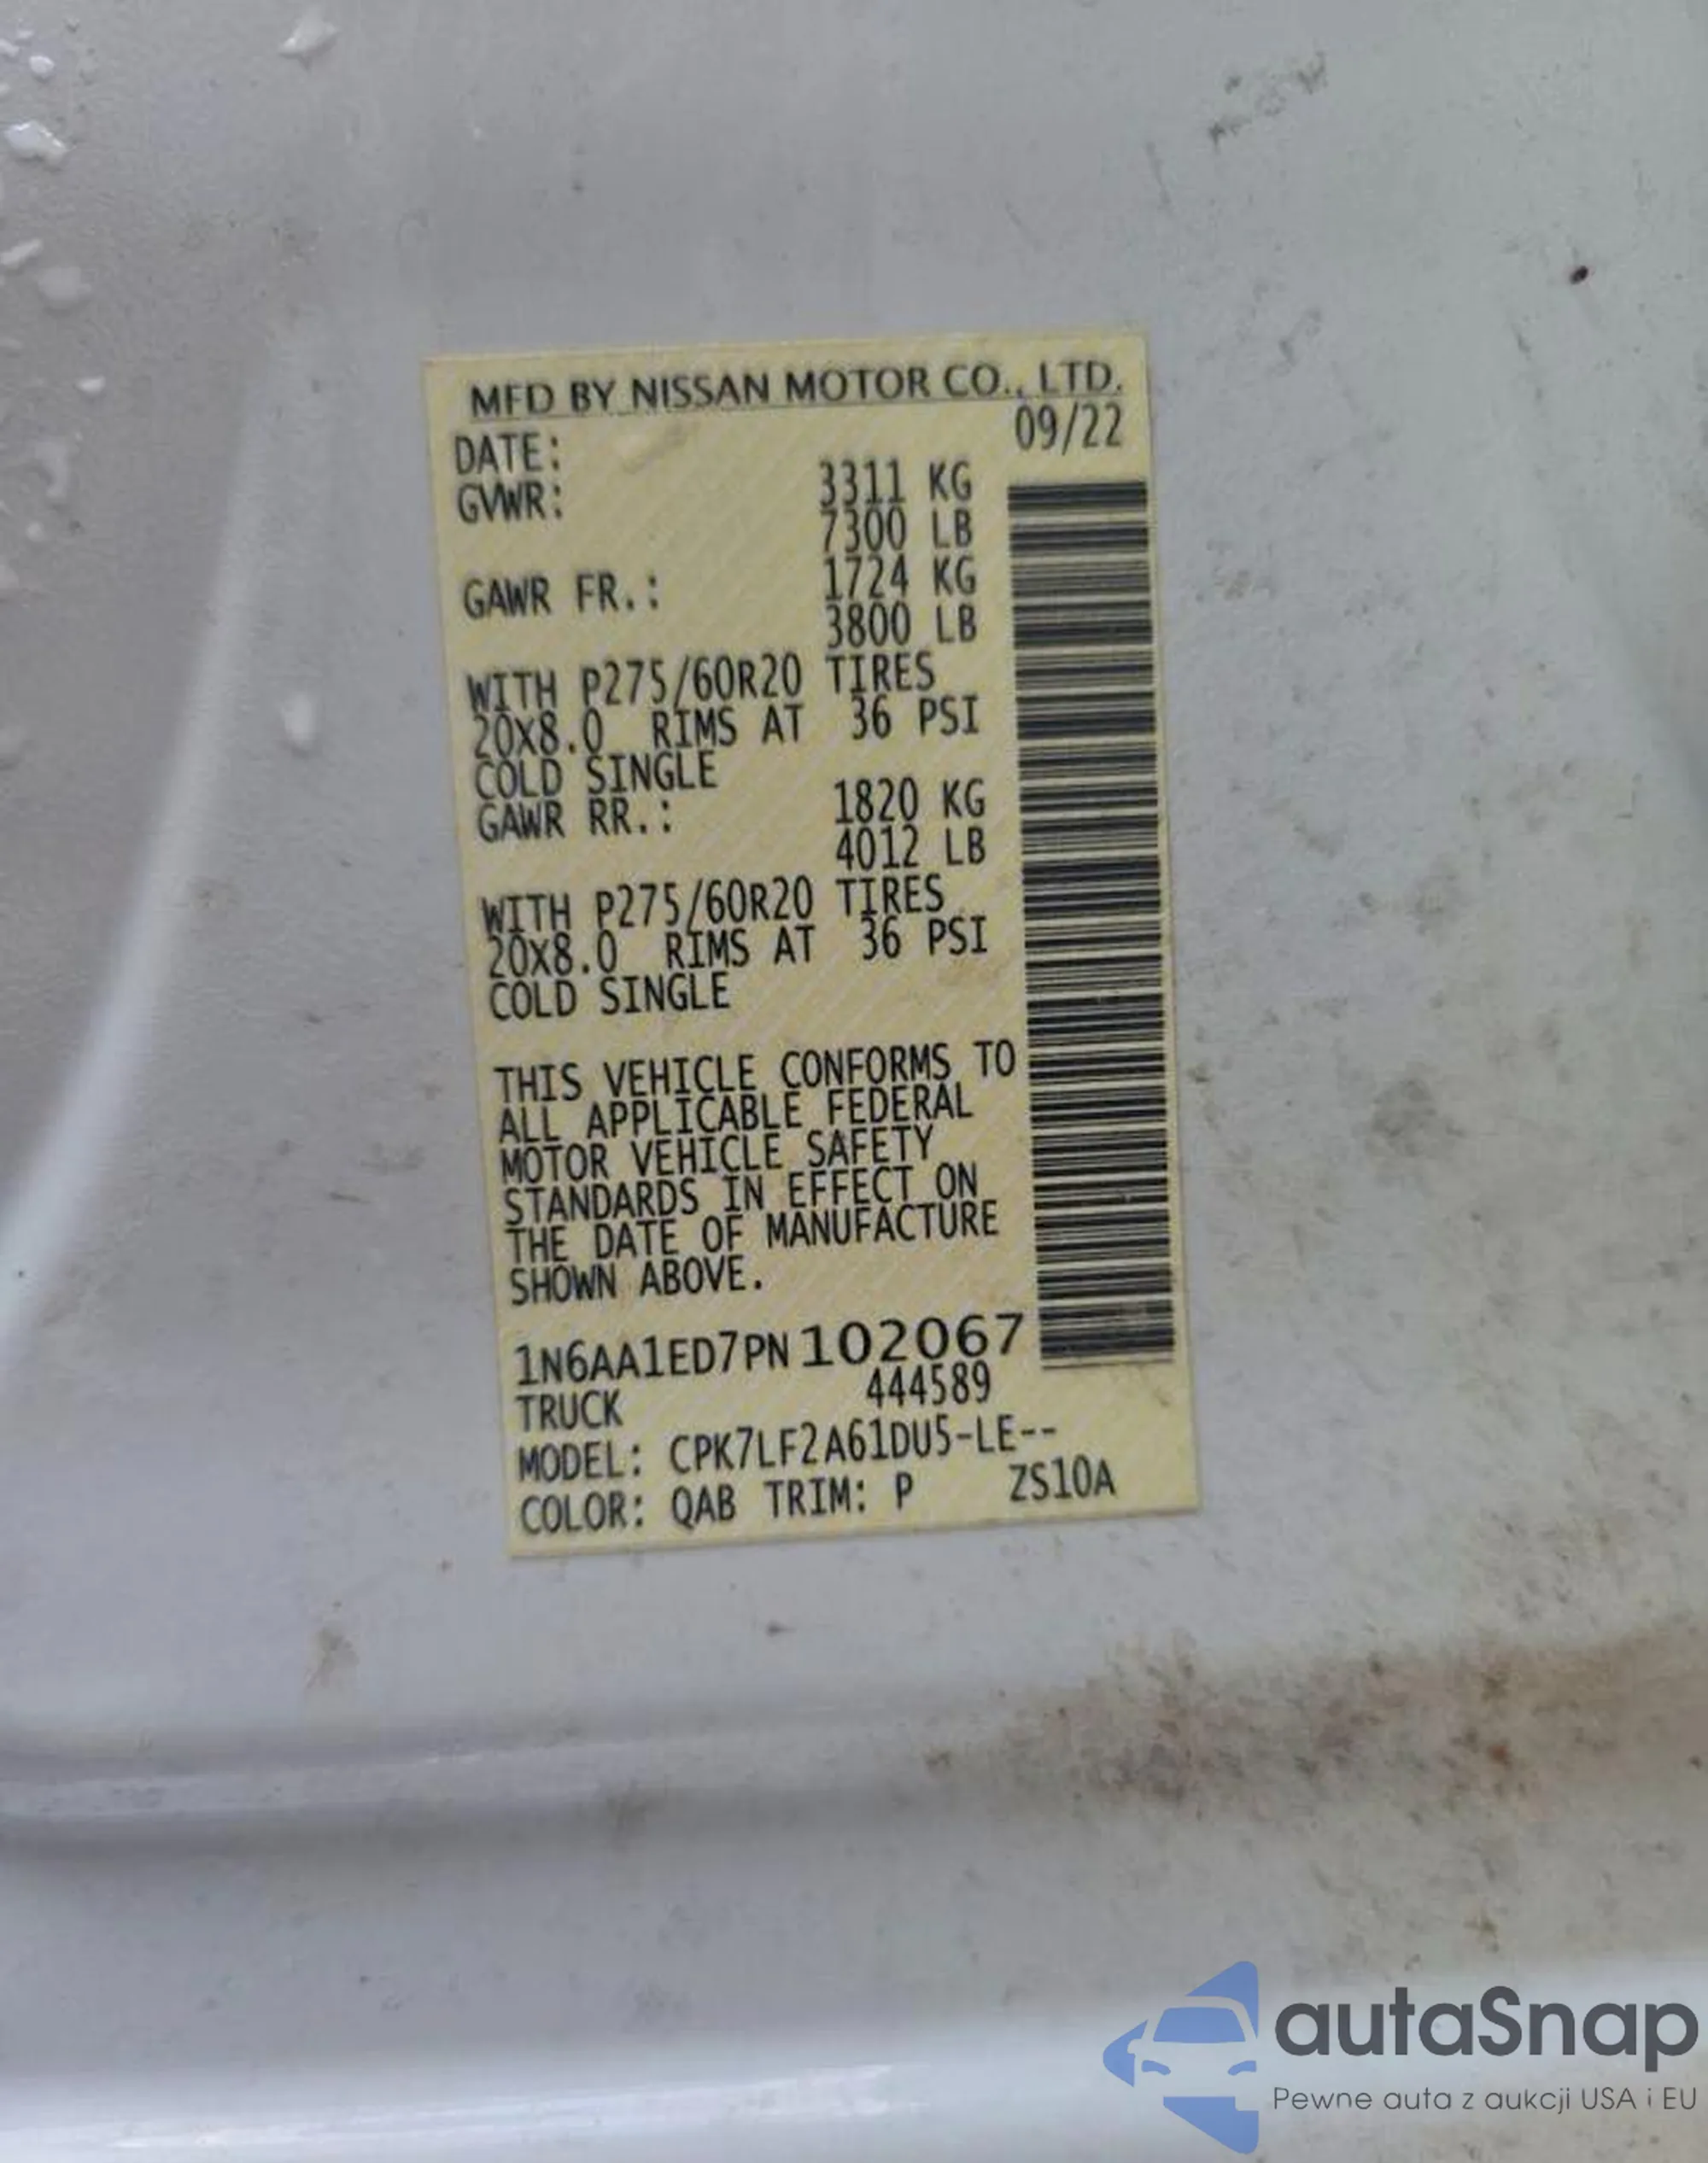 MFD BY NISSAN MOTOR CO., LTD.
DATE: 09/22
GVWR: 3311 KG
7300 LB
GAWR FR.: 1724 KG
3800 LB
WITH P275/60R20 TIRES
20X8.0 RIMS AT 36 PSI
COLD SINGLE
GAWR RR.: 1820 KG
4012 LB
WITH P275/60R20 TIRES
20X8.0 RIMS AT 36 PSI
COLD SINGLE
THIS VEHICLE CONFORMS TO
ALL APPLICABLE FEDERAL
MOTOR VEHICLE SAFETY
STANDARDS IN EFFECT ON
THE DATE OF MANUFACTURE
SHOWN ABOVE.
1N6AA1ED7PN102067
TRUCK 444589
MODEL: CPK7LF2A61DU5-LE--
COLOR: QAB TRIM: P ZS10A
autaSnap
Pewne auta z aukcji USA i EU